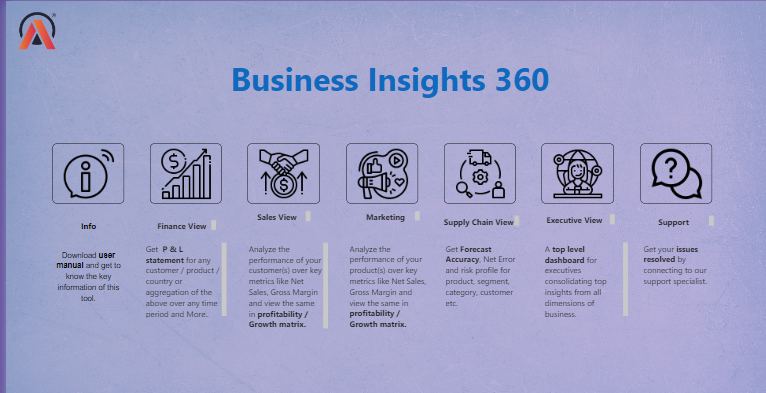 Business Insights 360
Info
Download user
manual and get to
know the key
information of this
tool.
Finance View
Get P & L
statement for any
customer / product /
country or
aggregation of the
above over any time
period and More.
Sales View
Analyze the
performance of your
customer(s) over key
metrics like Net
Sales, Gross Margin
and view the same
in profitability /
Growth matrix.
Marketing
Analyze the
performance of your
product(s) over key
metrics like Net Sales,
Gross Margin and
view the same in
profitability /
Growth matrix.
Supply Chain View
Get Forecast
Accuracy, Net Error
and risk profile for
product, segment,
category, customer
etc.
Executive View
A top level
dashboard for
executives
consolidating top
insights from all
dimensions of
business.
Support
Get your issues
resolved by
connecting to our
support specialist.